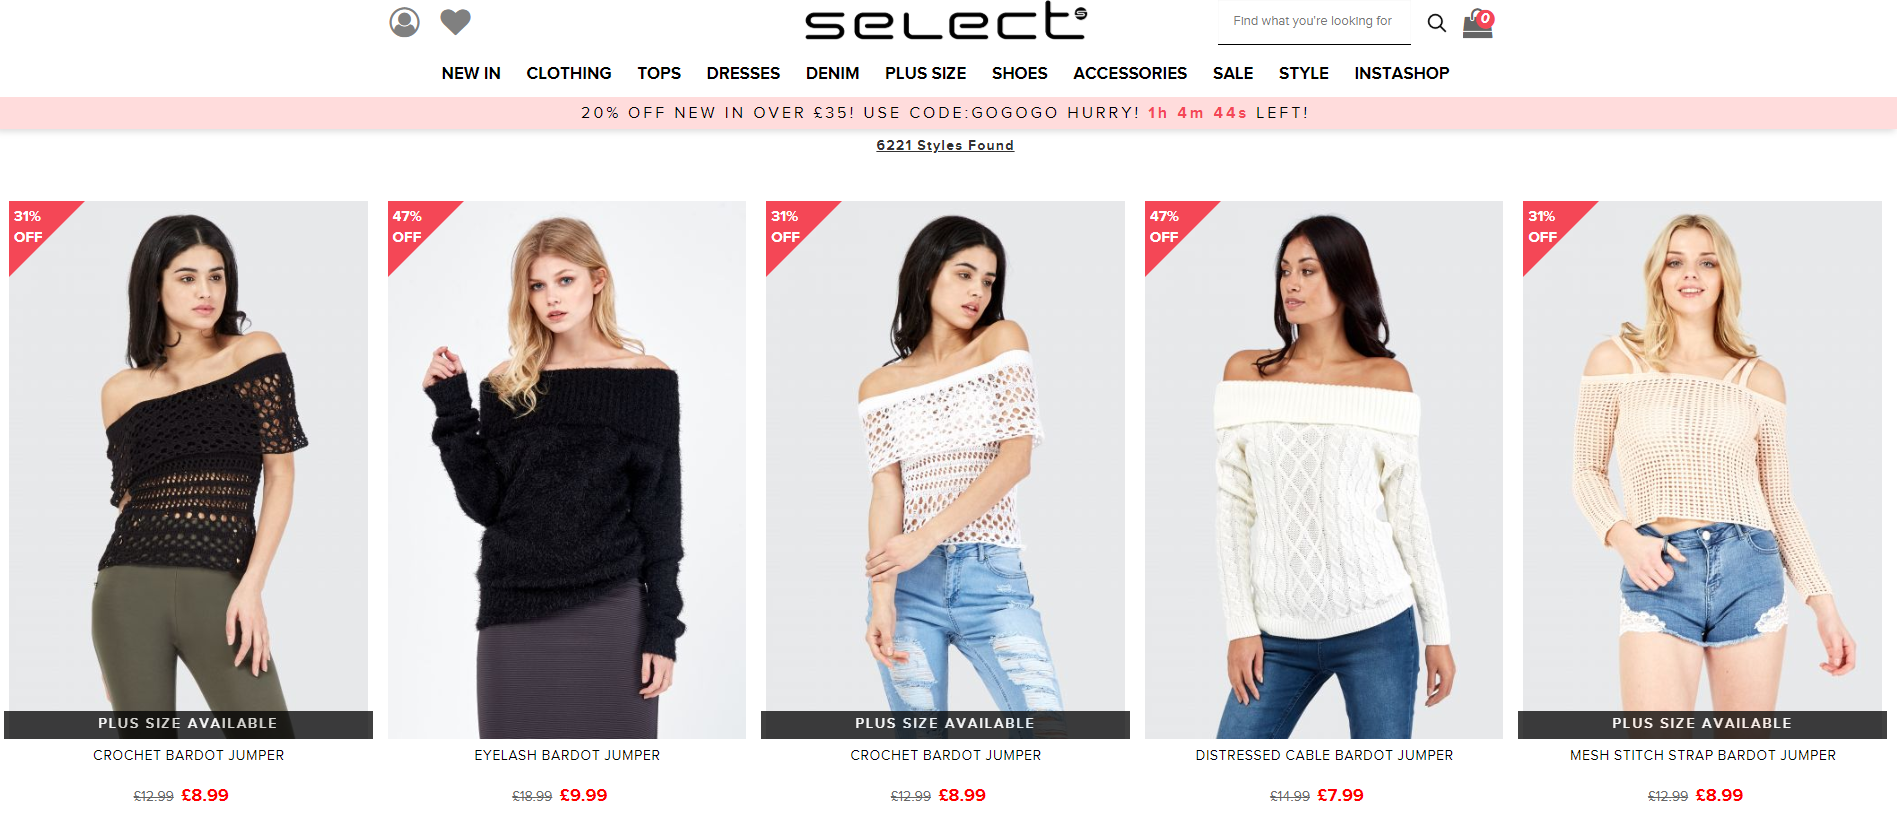 select
Find what you're looking for
0
NEW IN CLOTHING TOPS DRESSES DENIM PLUS SIZE SHOES ACCESSORIES SALE STYLE INSTASHOP
20% OFF NEW IN OVER £35! USE CODE:GOGOGO HURRY! 1h 4m 44s LEFT!
6221 Styles Found
31%
OFF
47%
OFF
31%
OFF
47%
OFF
31%
OFF
PLUS SIZE AVAILABLE
PLUS SIZE AVAILABLE
PLUS SIZE AVAILABLE
CROCHET BARDOT JUMPER
£12.99 £8.99
EYELASH BARDOT JUMPER
£18.99 £9.99
CROCHET BARDOT JUMPER
£12.99 £8.99
DISTRESSED CABLE BARDOT JUMPER
£14.99 £7.99
MESH STITCH STRAP BARDOT JUMPER
£12.99 £8.99